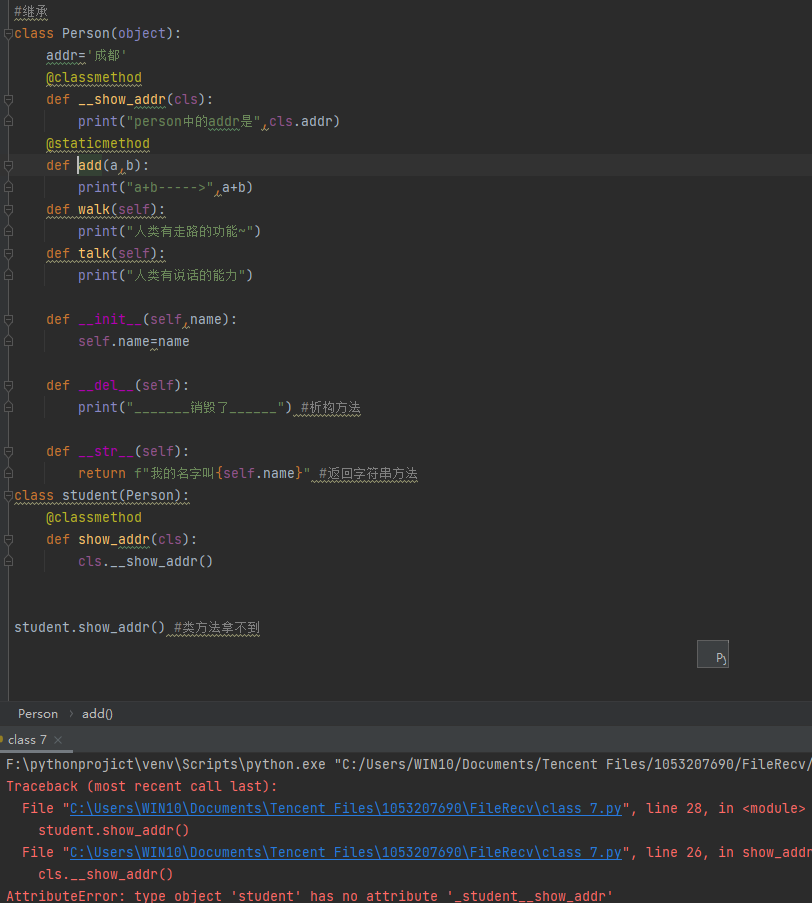 #继承
class Person(object):
    addr='成都'
    @classmethod
    def __show_addr(cls):
        print("person中的addr是",cls.addr)
    @staticmethod
    def add(a,b):
        print("a+b----->",a+b)
    def walk(self):
        print("人类有走路的功能~")
    def talk(self):
        print("人类有说话的能力")
    def __init__(self,name):
        self.name=name
    def __del__(self):
        print("_______销毁了______") #析构方法
    def __str__(self):
        return f"我的名字叫{self.name}" #返回字符串方法
class student(Person):
    @classmethod
    def show_addr(cls):
        cls.__show_addr()
student.show_addr() #类方法拿不到
Person › add()
class 7 ×
F:\pythonprojict\venv\Scripts\python.exe "C:/Users/WIN10/Documents/Tencent Files/1053207690/FileRecv/
Traceback (most recent call last):
  File "C:\Users\WIN10\Documents\Tencent Files\1053207690\FileRecv\class 7.py", line 28, in <module>
    student.show_addr()
  File "C:\Users\WIN10\Documents\Tencent Files\1053207690\FileRecv\class 7.py", line 26, in show_addr
    cls.__show_addr()
AttributeError: type object 'student' has no attribute '_student__show_addr'